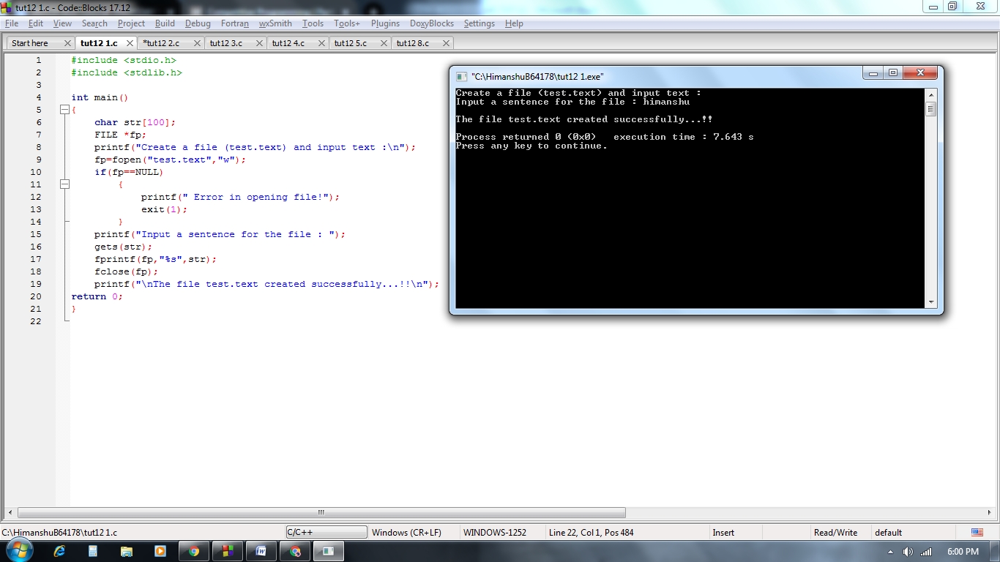 tut12 1.c - Code::Blocks 17.12
File Edit View Search Project Build Debug Fortran wxSmith Tools Tools+ Plugins DoxyBlocks Settings Help
Start here tut12 1.c *tut12 2.c tut12 3.c tut12 4.c tut12 5.c tut12 8.c
1 #include <stdio.h>
2 #include <stdlib.h>
3
4 int main()
5 {
6 char str[100];
7 FILE *fp;
8 printf("Create a file (test.text) and input text :\n");
9 fp=fopen("test.text","w");
10 if(fp==NULL)
11 {
12 printf(" Error in opening file!");
13 exit(1);
14 }
15 printf("Input a sentence for the file : ");
16 gets(str);
17 fprintf(fp,"%s",str);
18 fclose(fp);
19 printf("\nThe file test.text created successfully...!!\n");
20 return 0;
21 }
22
"C:\HimanshuB64178\tut12 1.exe"
Create a file (test.text) and input text :
Input a sentence for the file : himanshu
The file test.text created successfully...!!
Process returned 0 (0x0) execution time : 7.643 s
Press any key to continue.
C:\HimanshuB64178\tut12 1.c C/C++ Windows (CR+LF) WINDOWS-1252 Line 22, Col 1, Pos 484 Insert Read/Write default
6:00 PM